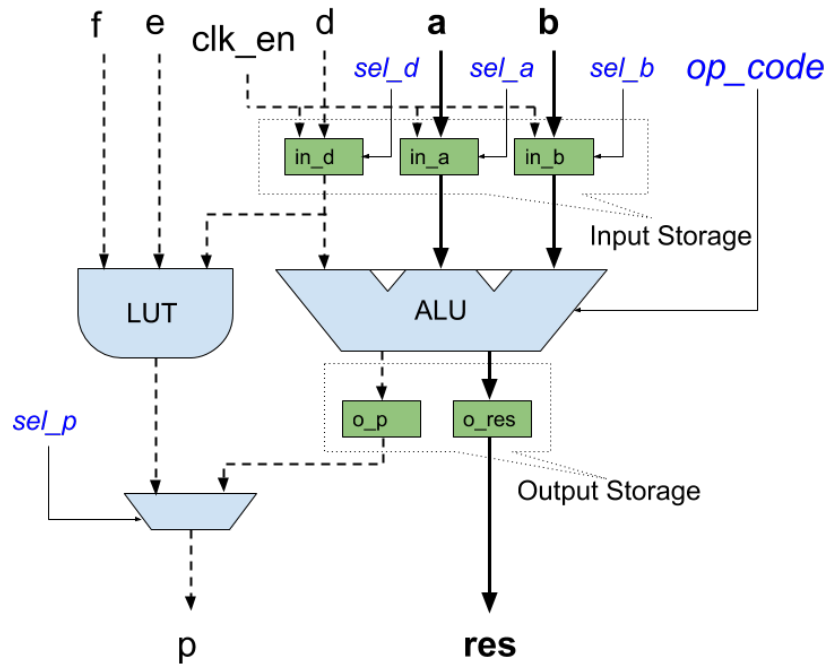 f
e
clk_en
d
a
b
sel_d
sel_a
sel_b
op_code
in_d
in_a
in_b
Input Storage
LUT
ALU
sel_p
o_p
o_res
Output Storage
p
res